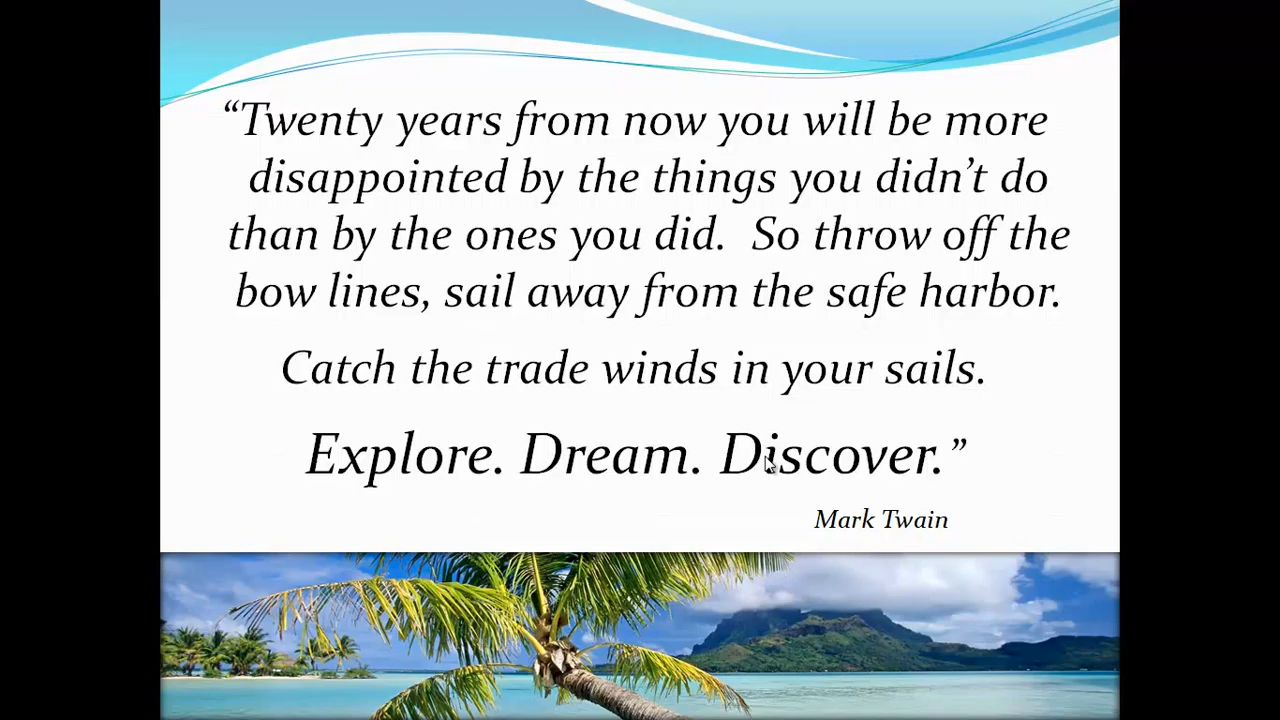 “Twenty years from now you will be more
disappointed by the things you didn’t do
than by the ones you did.  So throw off the
bow lines, sail away from the safe harbor.
Catch the trade winds in your sails.
Explore. Dream. Discover.”
Mark Twain